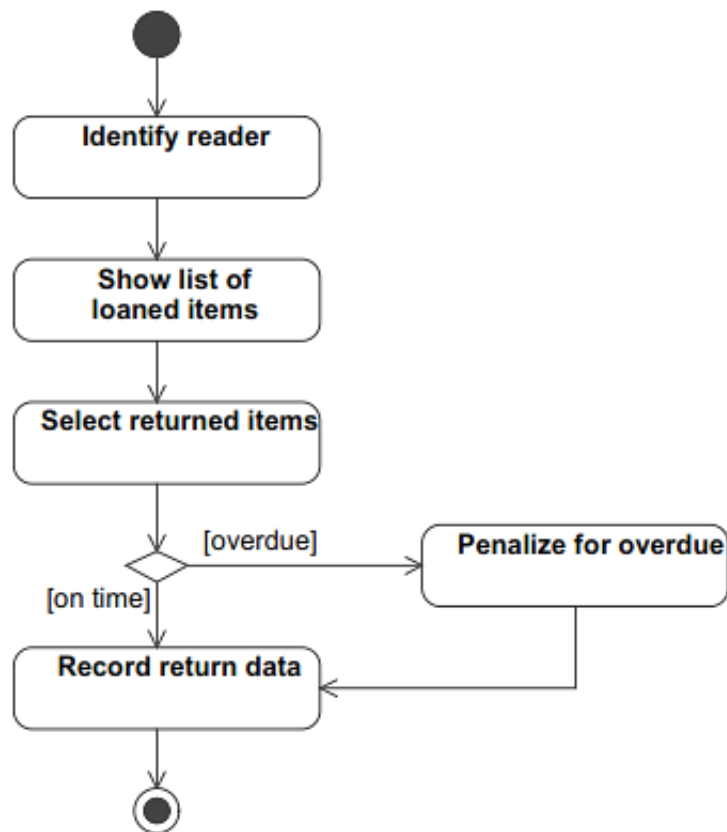 Identify reader
Show list of
loaned items
Select returned items
[overdue]
Penalize for overdue
[on time]
Record return data